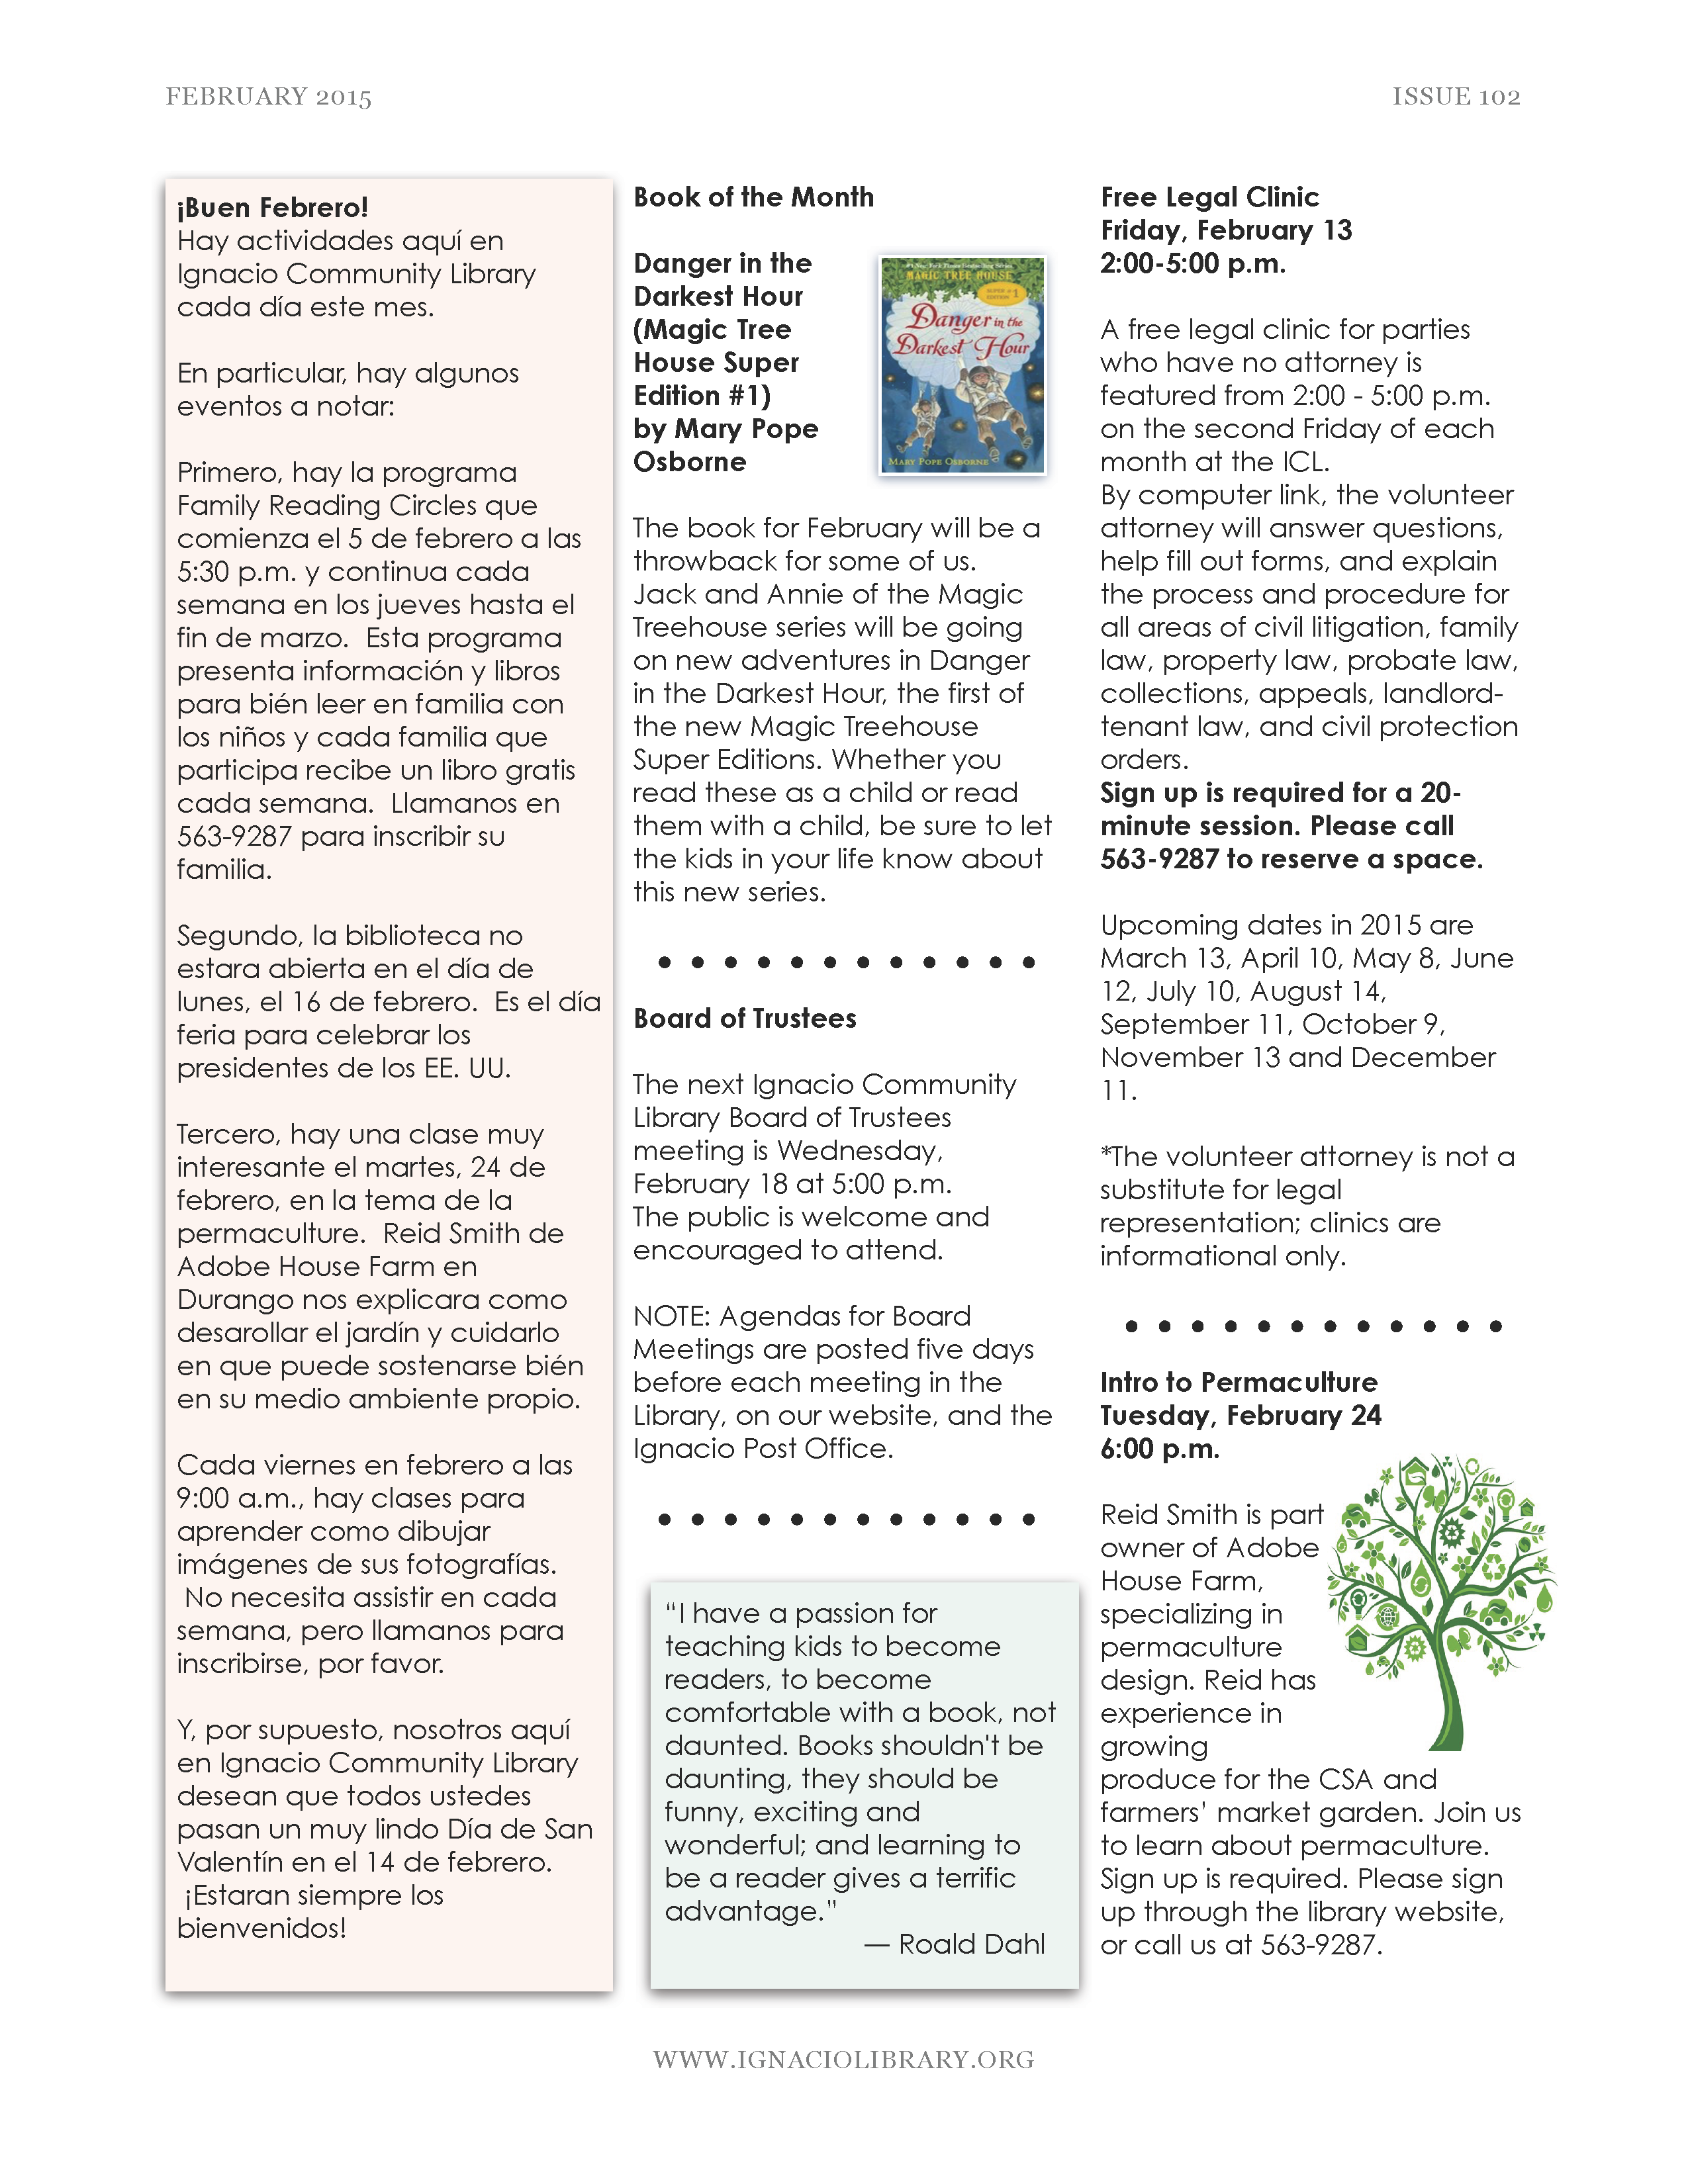 FEBRUARY 2015
ISSUE 102
¡Buen Febrero!
Hay actividades aquí en
Ignacio Community Library
cada día este mes.
En particular, hay algunos
eventos a notar:
Primero, hay la programa
Family Reading Circles que
comienza el 5 de febrero a las
5:30 p.m. y continua cada
semana en los jueves hasta el
fin de marzo.  Esta programa
presenta información y libros
para bién leer en familia con
los niños y cada familia que
participa recibe un libro gratis
cada semana.  Llamanos en
563-9287 para inscribir su
familia.
Segundo, la biblioteca no
estara abierta en el día de
lunes, el 16 de febrero.  Es el día
feria para celebrar los
presidentes de los EE. UU.
Tercero, hay una clase muy
interesante el martes, 24 de
febrero, en la tema de la
permaculture.  Reid Smith de
Adobe House Farm en
Durango nos explicara como
desarollar el jardín y cuidarlo
en que puede sostenarse bién
en su medio ambiente propio.
Cada viernes en febrero a las
9:00 a.m., hay clases para
aprender como dibujar
imágenes de sus fotografías.
No necesita assistir en cada
semana, pero llamanos para
inscribirse, por favor.
Y, por supuesto, nosotros aquí
en Ignacio Community Library
desean que todos ustedes
pasan un muy lindo Día de San
Valentín en el 14 de febrero.
¡Estaran siempre los
bienvenidos!
Book of the Month
Danger in the
Darkest Hour
(Magic Tree
House Super
Edition #1)
by Mary Pope
Osborne
MAGIC TREE HOUSE
SUPER EDITION #1
Danger in the
Darkest Hour
MARY POPE OSBORNE
The book for February will be a
throwback for some of us.
Jack and Annie of the Magic
Treehouse series will be going
on new adventures in Danger
in the Darkest Hour, the first of
the new Magic Treehouse
Super Editions. Whether you
read these as a child or read
them with a child, be sure to let
the kids in your life know about
this new series.
Board of Trustees
The next Ignacio Community
Library Board of Trustees
meeting is Wednesday,
February 18 at 5:00 p.m.
The public is welcome and
encouraged to attend.
NOTE: Agendas for Board
Meetings are posted five days
before each meeting in the
Library, on our website, and the
Ignacio Post Office.
“I have a passion for
teaching kids to become
readers, to become
comfortable with a book, not
daunted. Books shouldn't be
daunting, they should be
funny, exciting and
wonderful; and learning to
be a reader gives a terrific
advantage.”
— Roald Dahl
Free Legal Clinic
Friday, February 13
2:00-5:00 p.m.
A free legal clinic for parties
who have no attorney is
featured from 2:00 - 5:00 p.m.
on the second Friday of each
month at the ICL.
By computer link, the volunteer
attorney will answer questions,
help fill out forms, and explain
the process and procedure for
all areas of civil litigation, family
law, property law, probate law,
collections, appeals, landlord-
tenant law, and civil protection
orders.
Sign up is required for a 20-
minute session. Please call
563-9287 to reserve a space.
Upcoming dates in 2015 are
March 13, April 10, May 8, June
12, July 10, August 14,
September 11, October 9,
November 13 and December
11.
*The volunteer attorney is not a
substitute for legal
representation; clinics are
informational only.
Intro to Permaculture
Tuesday, February 24
6:00 p.m.
Reid Smith is part
owner of Adobe
House Farm,
specializing in
permaculture
design. Reid has
experience in
growing
produce for the CSA and
farmers’ market garden. Join us
to learn about permaculture.
Sign up is required. Please sign
up through the library website,
or call us at 563-9287.
WWW.IGNACIOLIBRARY.ORG